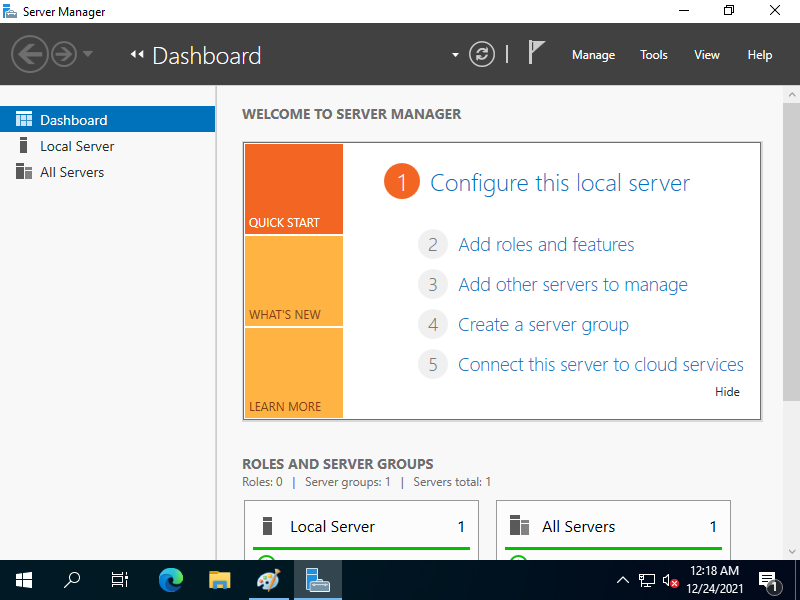 Server Manager
Dashboard
Manage Tools View Help
Dashboard
Local Server
All Servers
WELCOME TO SERVER MANAGER
QUICK START
WHAT'S NEW
LEARN MORE
1 Configure this local server
2 Add roles and features
3 Add other servers to manage
4 Create a server group
5 Connect this server to cloud services
Hide
ROLES AND SERVER GROUPS
Roles: 0 | Server groups: 1 | Servers total: 1
Local Server 1
All Servers 1
12:18 AM
12/24/2021
1